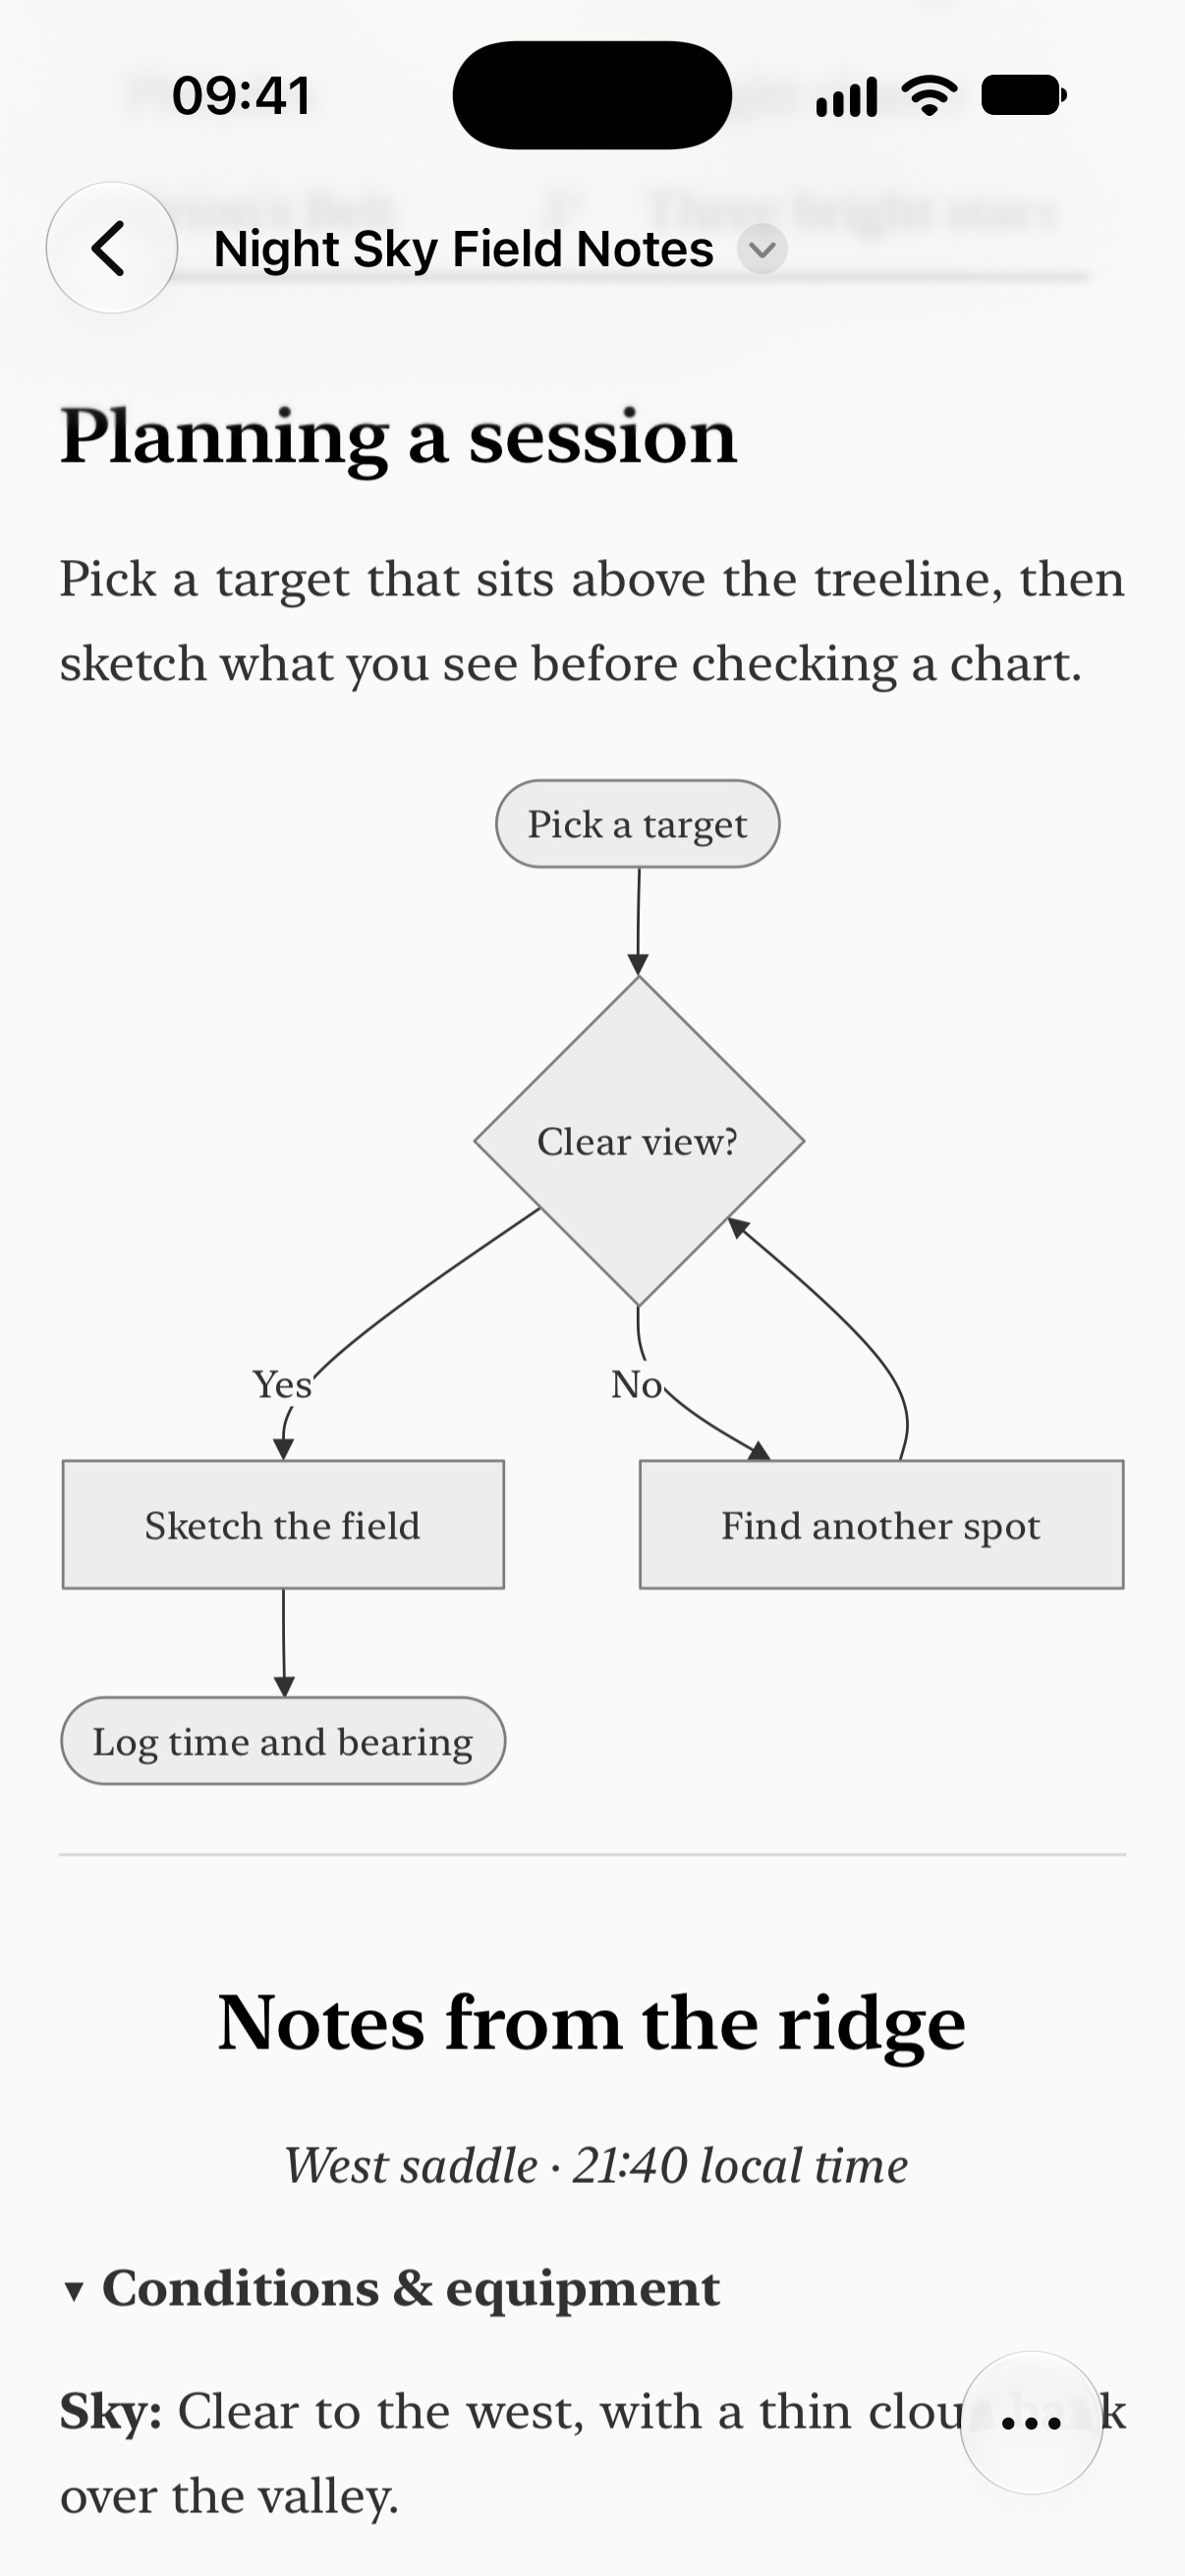 09:41
Night Sky Field Notes
Three bright stars
Planning a session
Pick a target that sits above the treeline, then
sketch what you see before checking a chart.
Pick a target
Clear view?
Yes
No
Sketch the field
Find another spot
Log time and bearing
Notes from the ridge
West saddle · 21:40 local time
▼ Conditions & equipment
Sky: Clear to the west, with a thin
over the valley.